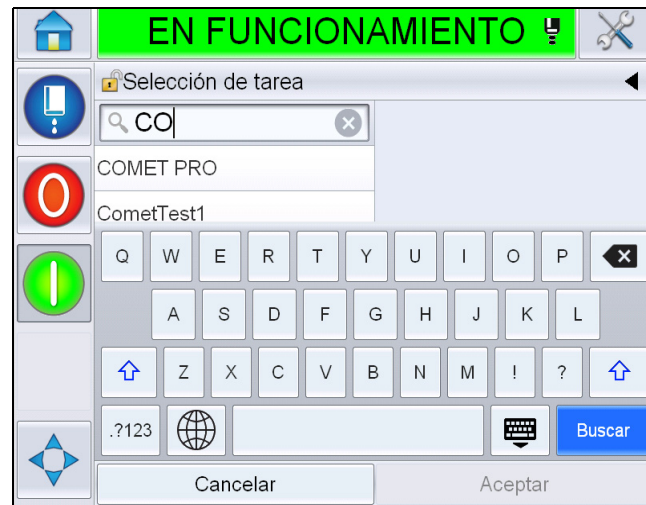 EN FUNCIONAMIENTO
Selección de tarea
CO
COMET PRO
CometTest1
Q W E R T Y U I O P
A S D F G H J K L
Z X C V B N M ! ?
.?123 Buscar
Cancelar Aceptar